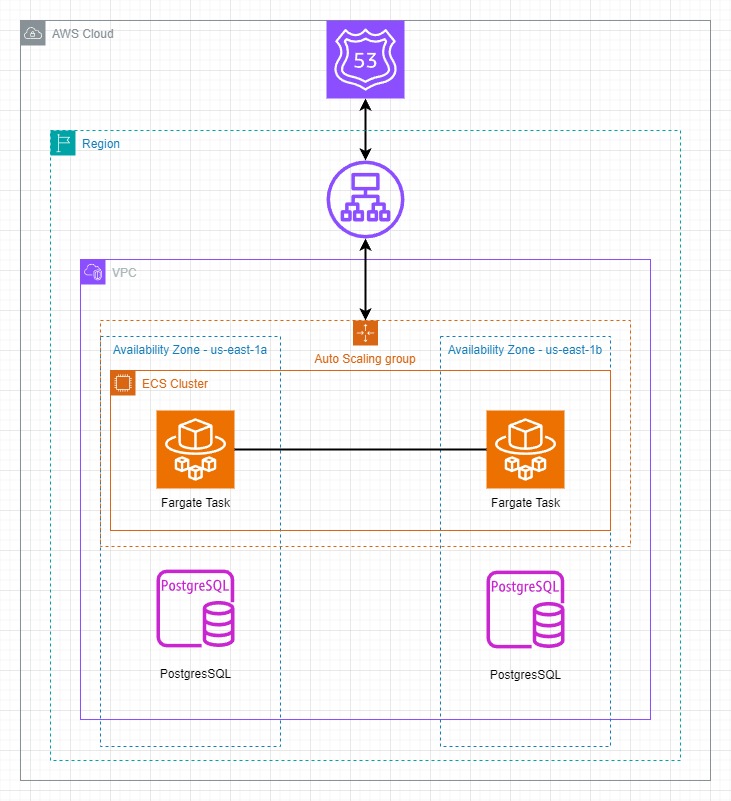 AWS Cloud
53
Region
VPC
Availability Zone - us-east-1a
Auto Scaling group
Availability Zone - us-east-1b
ECS Cluster
Fargate Task
Fargate Task
PostgreSQL
PostgreSQL
PostgresSQL
PostgresSQL